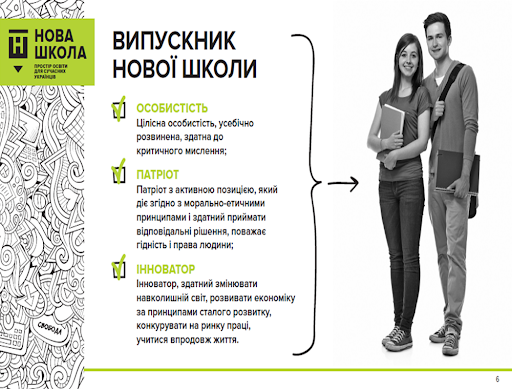 НОВА
ШКОЛА
ПРОСТІР ОСВІТИ
ДЛЯ СУЧАСНИХ
УКРАЇНЦІВ
ВИПУСКНИК
НОВОЇ ШКОЛИ
ОСОБИСТІСТЬ
Цілісна особистість, усебічно
розвинена, здатна до
критичного мислення;
ПАТРІОТ
Патріот з активною позицією, який
діє згідно з морально-етичними
принципами і здатний приймати
відповідальні рішення, поважає
гідність і права людини;
ІННОВАТОР
Інноватор, здатний змінювати
навколишній світ, розвивати економіку
за принципами сталого розвитку,
конкурувати на ринку праці,
учитися впродовж життя.
СВОБОДА
6